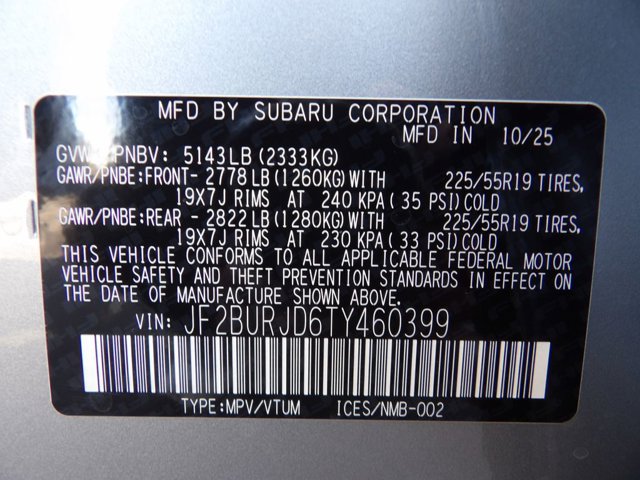 MFD BY SUBARU CORPORATION
MFD IN 10/25
PNBV: 5143LB (2333KG)
GAWR/PNBE:FRONT- 2778 LB (1260KG)WITH 225/55R19 TIRES,
19X7J RIMS AT 240 KPA( 35 PSI)COLD
GAWR/PNBE:REAR - 2822 LB (1280KG)WITH 225/55R19 TIRES,
19X7J RIMS AT 230 KPA (33 PSI)COLD
THIS VEHICLE CONFORMS TO ALL APPLICABLE FEDERAL MOTOR
VEHICLE SAFETY AND THEFT PREVENTION STANDARDS IN EFFECT ON
THE DATE OF MANUFACTURE SHOWN ABOVE.
VIN: JF2BURJD6TY460399
TYPE:MPV/VTUM ICES/NMB-002